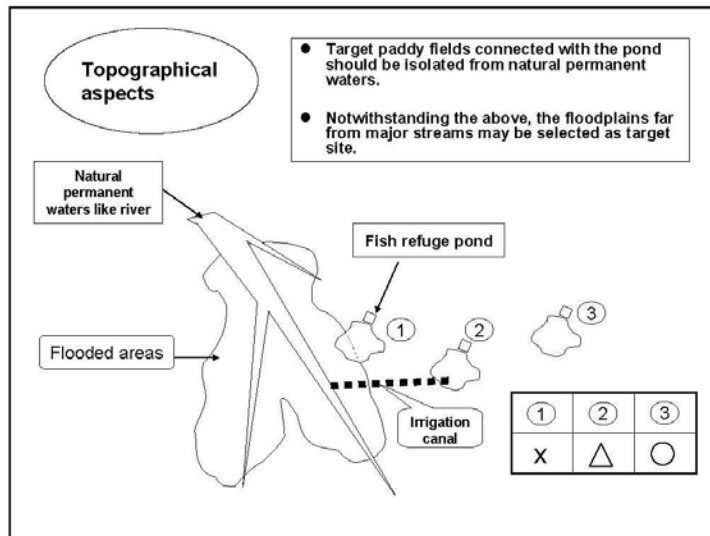 Topographical
aspects
● Target paddy fields connected with the pond
should be isolated from natural permanent
waters.
● Notwithstanding the above, the floodplains far
from major streams may be selected as target
site.
Natural
permanent
waters like river
Fish refuge pond
1
2
3
Flooded areas
Irrigation
canal
1 2 3
X △ ○